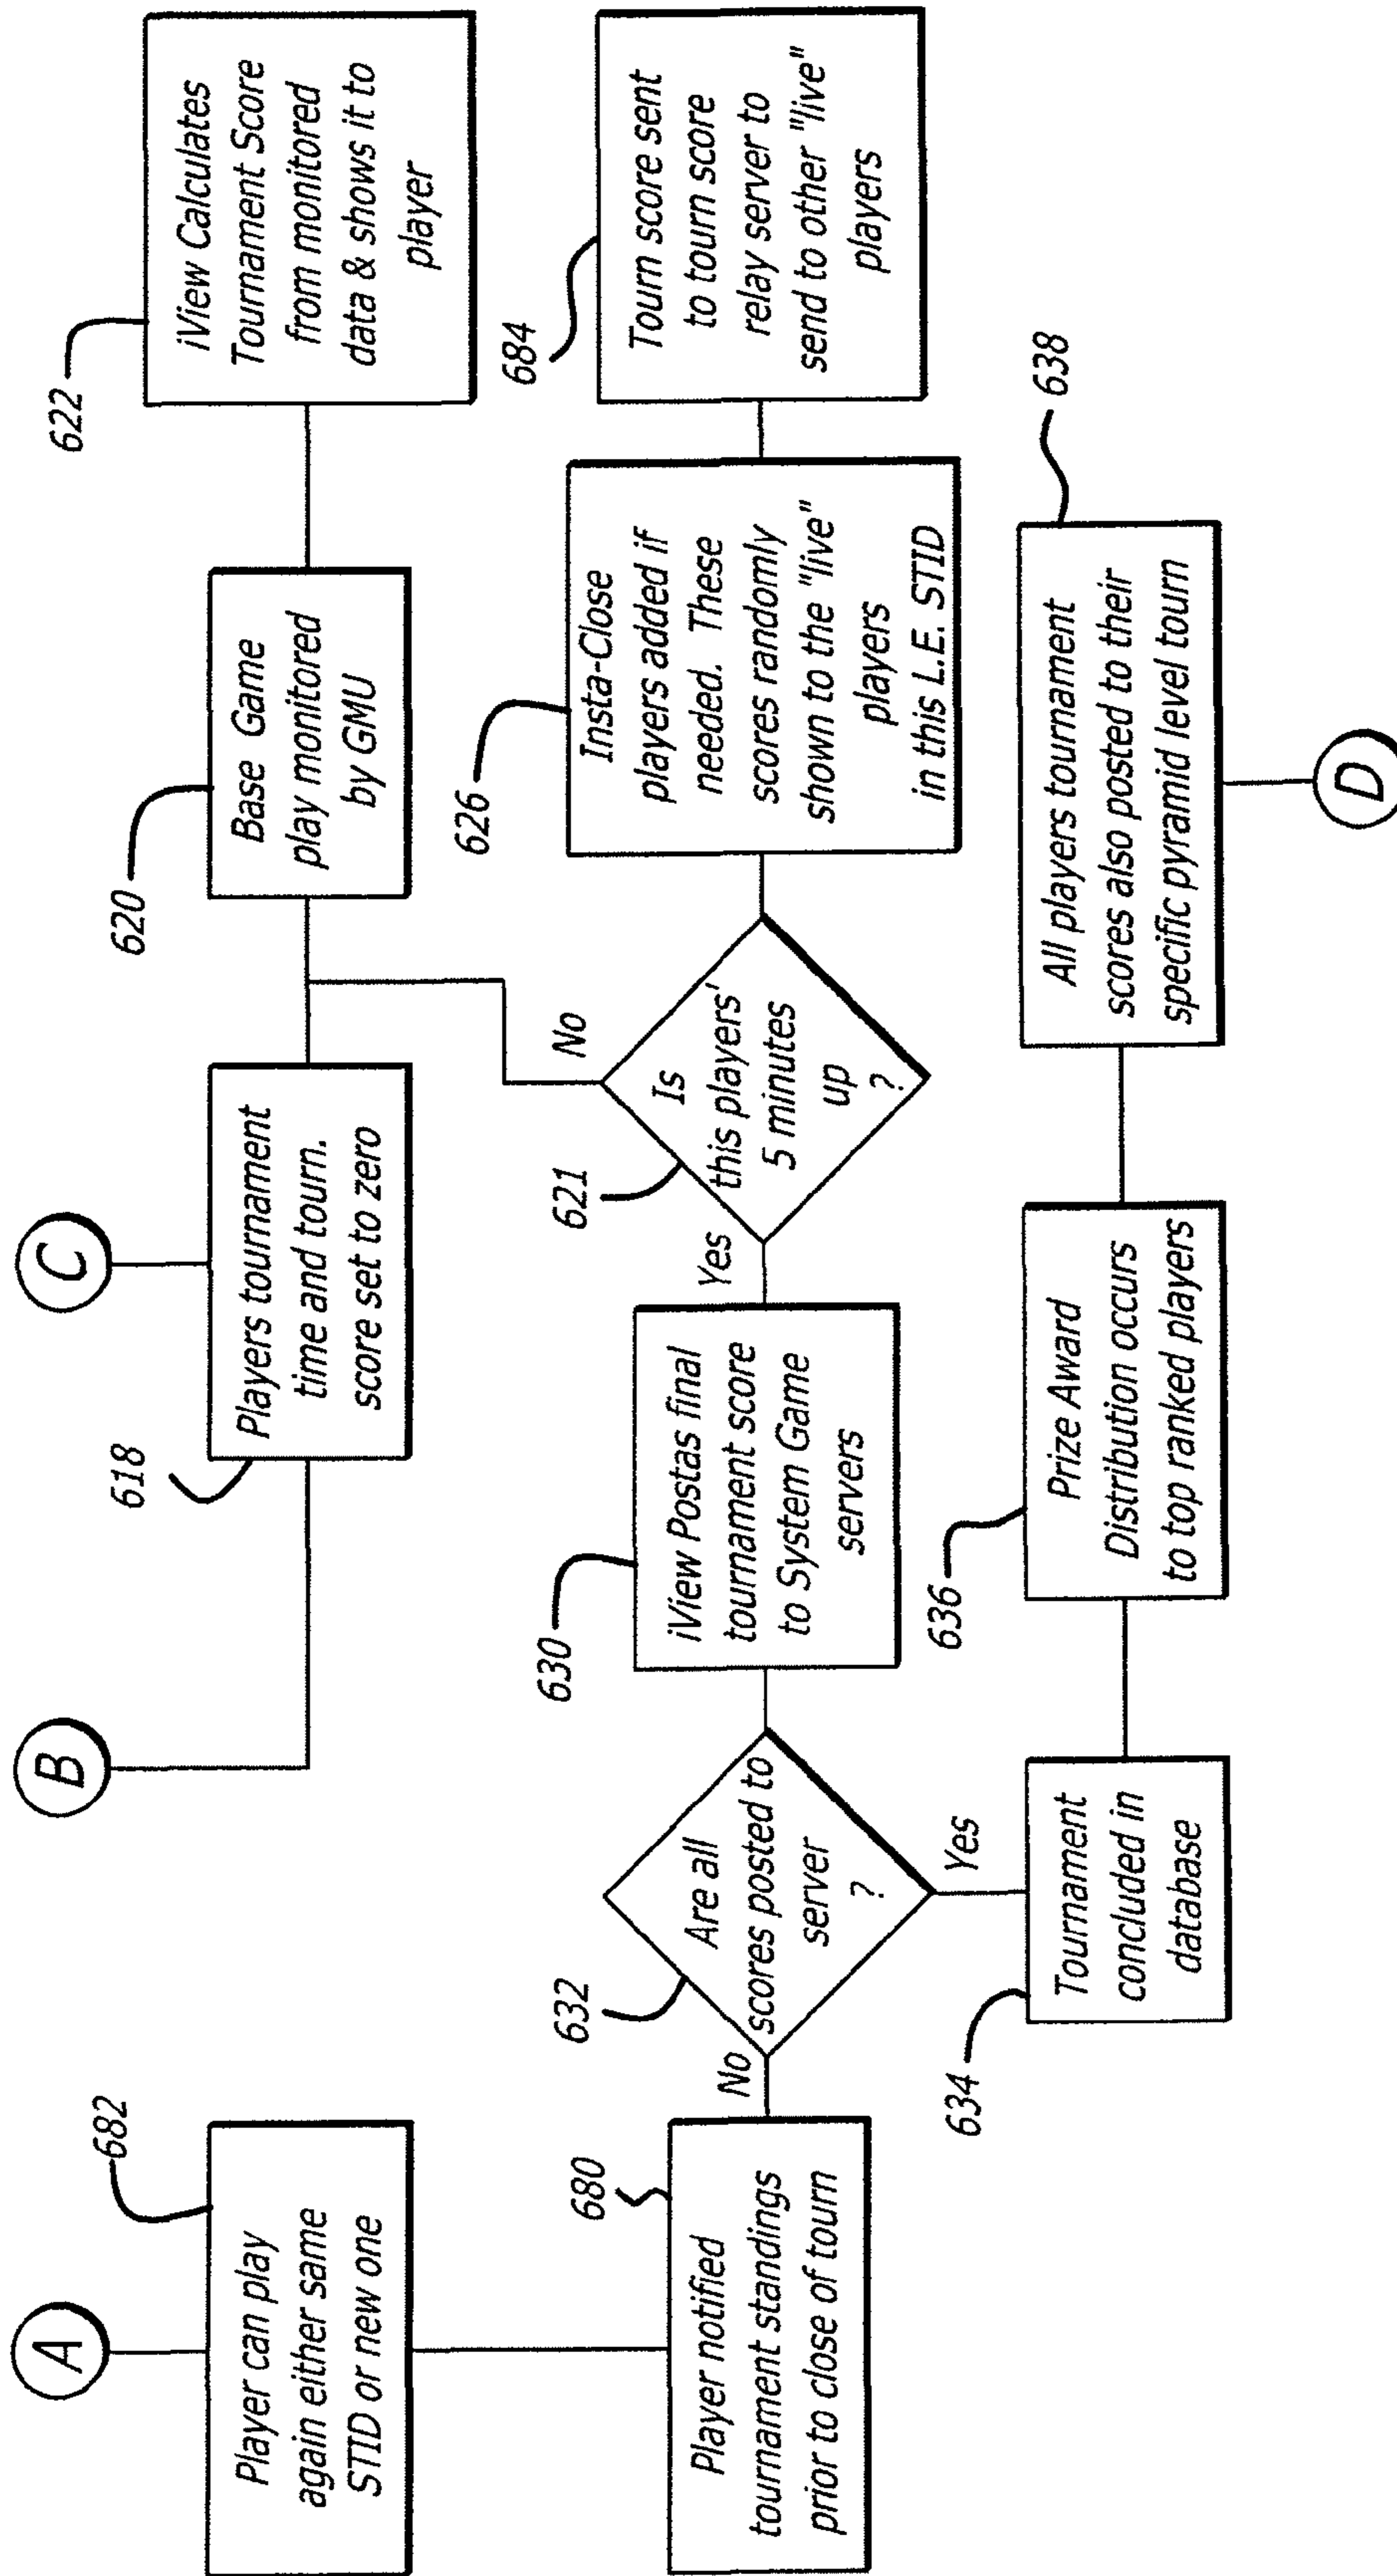 A
B
C
682
Player can play
again either same
STID or new one
618
Players tournament
time and tourn.
score set to zero
620
Base Game
play monitored
by GMU
622
iView Calculates
Tournament Score
from monitored
data & shows it to
player
680
Player notified
tournament standings
prior to close of tourn
No
632
Are all
scores posted to
server
?
Yes
630
iView Postas final
tournament score
to System Game
servers
Yes
621
Is
this players'
5 minutes
up
?
No
626
Insta-Close
players added if
needed. These
scores randomly
shown to the "live"
players
in this L.E. STID
684
Tourn score sent
to tourn score
relay server to
send to other "live"
players
634
Tournament
concluded in
database
636
Prize Award
Distribution occurs
to top ranked players
638
All players tournament
scores also posted to their
specific pyramid level tourn
D